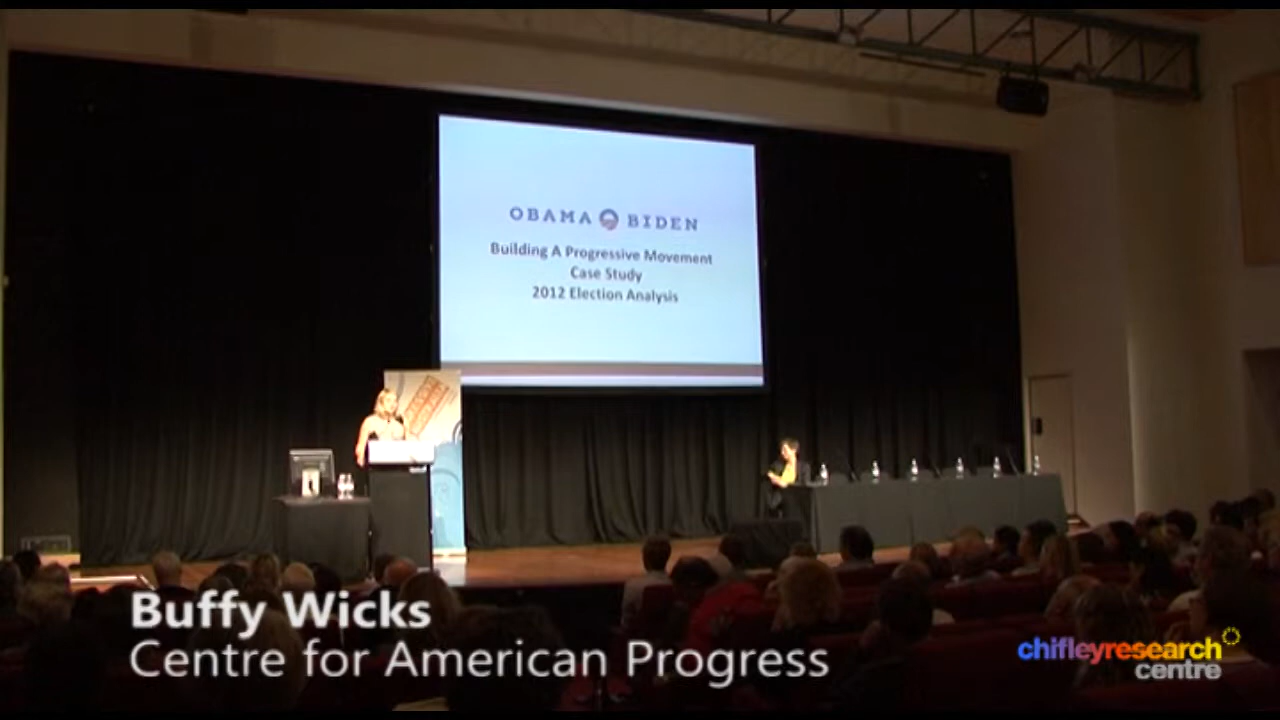 OBAMA BIDEN
Building A Progressive Movement
Case Study
2012 Election Analysis
Buffy Wicks
Centre for American Progress
chifleyresearch
centre